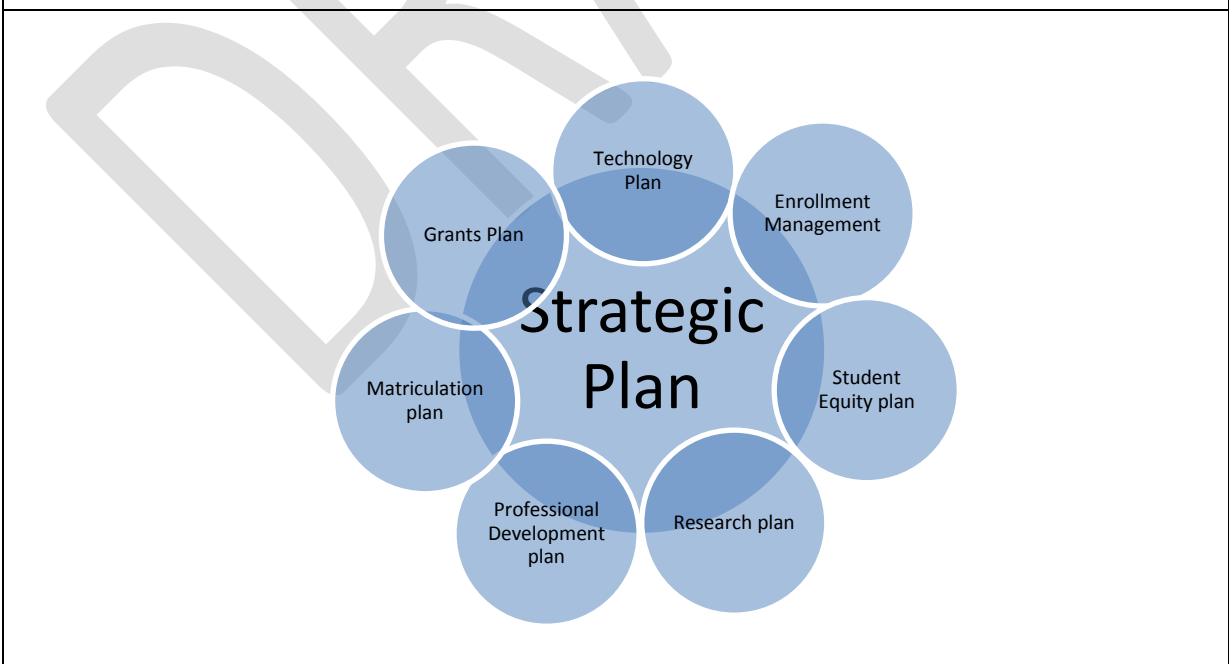 Technology
Plan
Enrollment
Management
Student
Equity plan
Research plan
Professional
Development
plan
Matriculation
plan
Grants Plan
Strategic
Plan